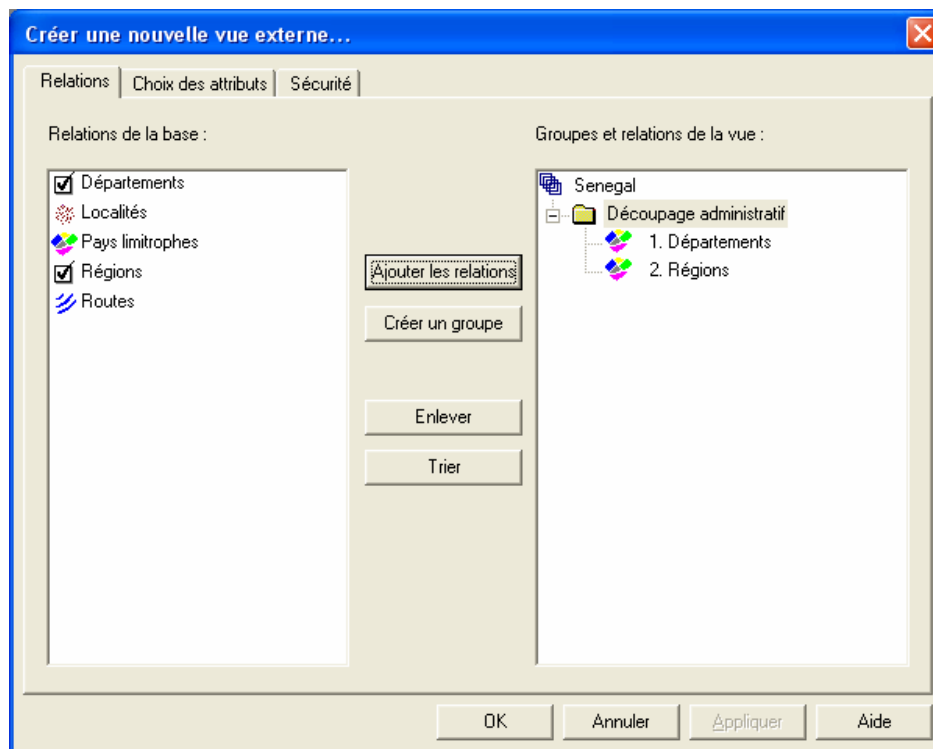 Créer une nouvelle vue externe...
Relations
Choix des attributs
Sécurité
Relations de la base :
Départements
Localités
Pays limitrophes
Régions
Routes
Ajouter les relations
Créer un groupe
Enlever
Trier
Groupes et relations de la vue :
Senegal
Découpage administratif
1. Départements
2. Régions
OK
Annuler
Appliquer
Aide